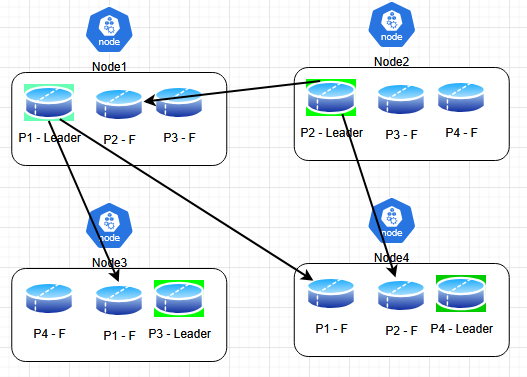 node
Node1
P1 - Leader
P2 - F
P3 - F
node
Node2
P2 - Leader
P3 - F
P4 - F
node
Node3
P4 - F
P1 - F
P3 - Leader
node
Node4
P1 - F
P2 - F
P4 - Leader